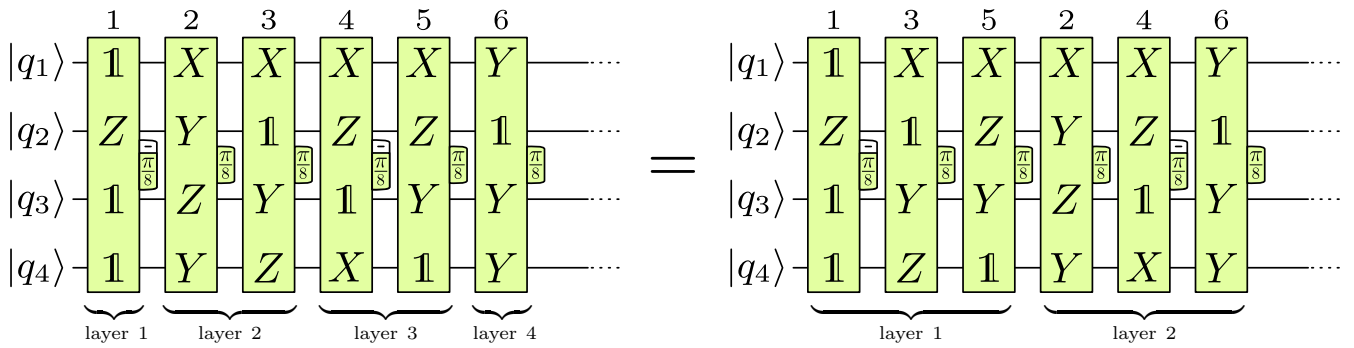 1 2 3 4 5 6 1 3 5 2 4 6
|q₁⟩ 𝟙 X X X X Y |q₁⟩ 𝟙 X X X X Y
|q₂⟩ Z Y 𝟙 Z Z 𝟙 |q₂⟩ Z 𝟙 Z Y Z 𝟙
-π/8 π/8 π/8 -π/8 π/8 π/8 = -π/8 π/8 π/8 π/8 -π/8 π/8
|q₃⟩ 𝟙 Z Y 𝟙 Y Y |q₃⟩ 𝟙 Y Y Z 𝟙 Y
|q₄⟩ 𝟙 Y Z X 𝟙 Y |q₄⟩ 𝟙 Z 𝟙 Y X Y
layer 1 layer 2 layer 3 layer 4 layer 1 layer 2